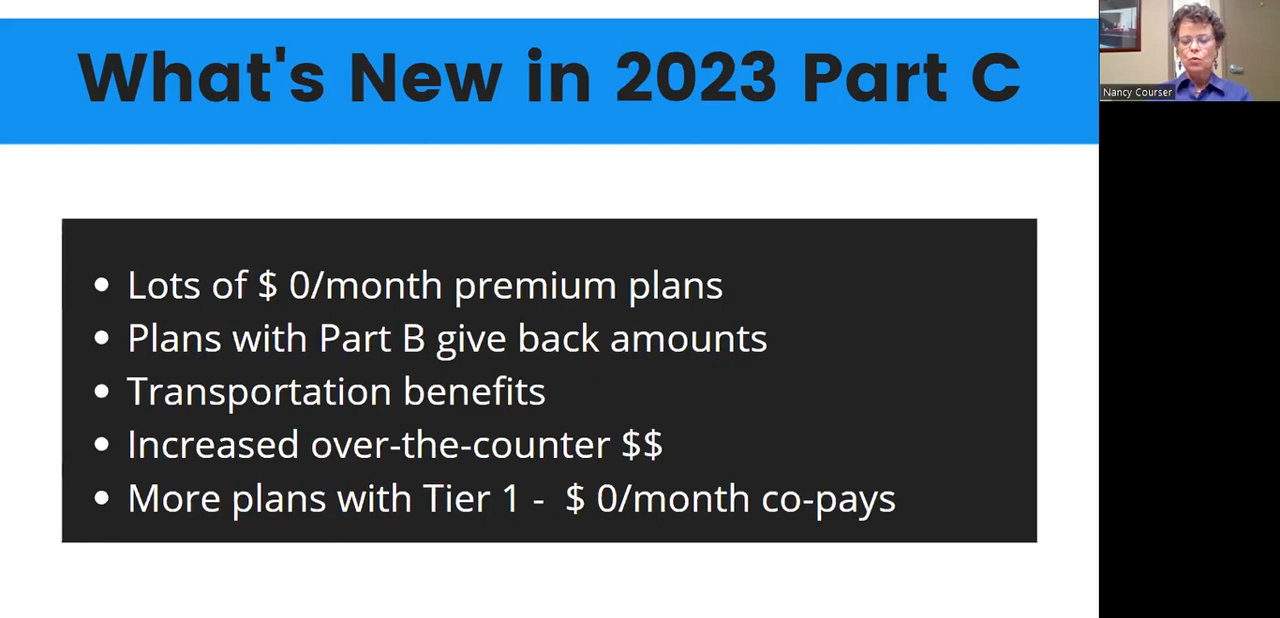 What's New in 2023 Part C
Nancy Courser
• Lots of $ 0/month premium plans
• Plans with Part B give back amounts
• Transportation benefits
• Increased over-the-counter $$
• More plans with Tier 1 -  $ 0/month co-pays